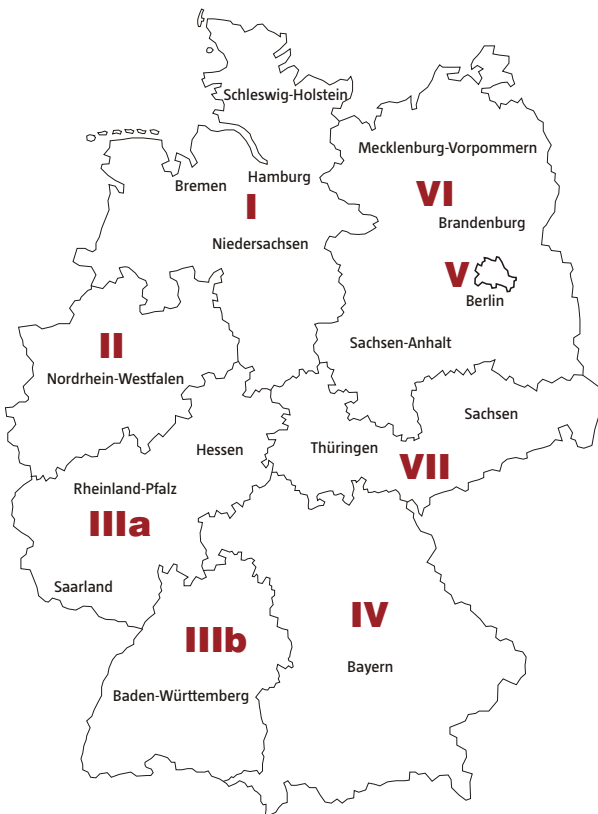 Schleswig-Holstein
Mecklenburg-Vorpommern
Hamburg
Bremen
I
VI
Brandenburg
Niedersachsen
V
Berlin
II
Sachsen-Anhalt
Nordrhein-Westfalen
Sachsen
Hessen
Thüringen
VII
Rheinland-Pfalz
IIIa
Saarland
IV
IIIb
Bayern
Baden-Württemberg